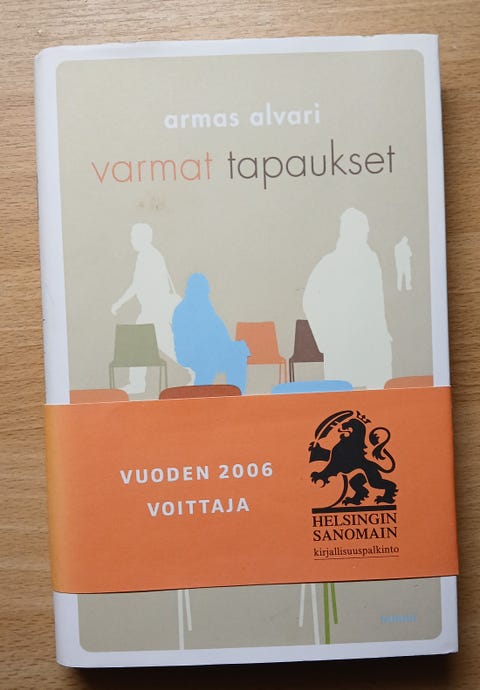 armas alvari
varmat tapaukset
VUODEN 2006
VOITTAJA
HELSINGIN
SANOMAIN
kirjallisuuspalkinto